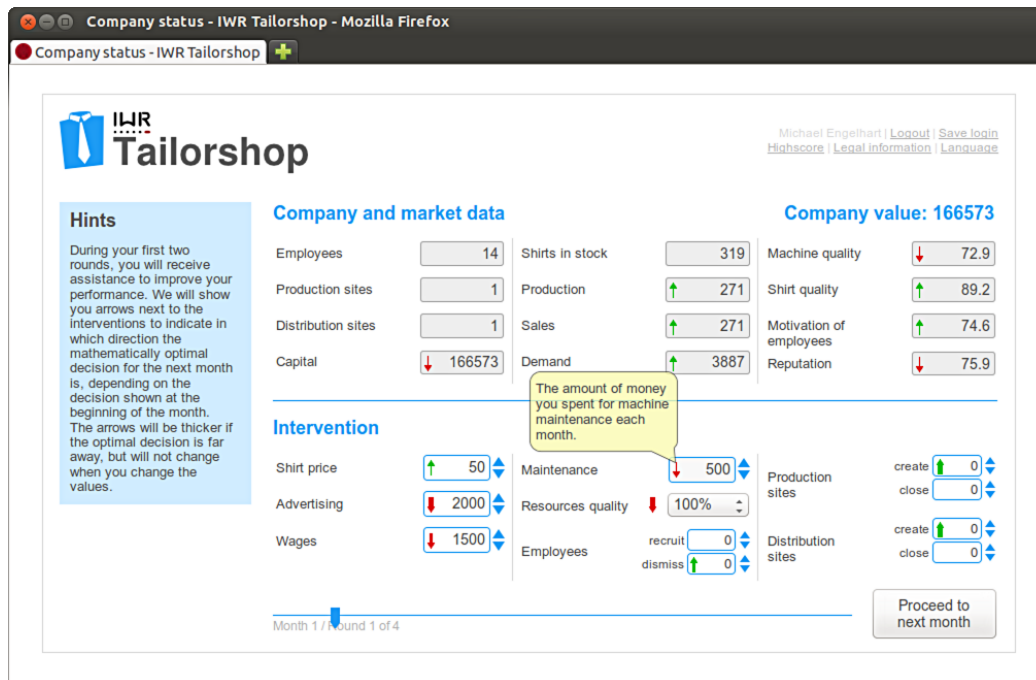 Company status - IWR Tailorshop - Mozilla Firefox
Company status - IWR Tailorshop
IWR
Tailorshop
Michael Engelhart | Logout | Save login
Highscore | Legal information | Language
Hints
During your first two
rounds, you will receive
assistance to improve your
performance. We will show
you arrows next to the
interventions to indicate in
which direction the
mathematically optimal
decision for the next month
is, depending on the
decision shown at the
beginning of the month.
The arrows will be thicker if
the optimal decision is far
away, but will not change
when you change the
values.
Company and market data
Company value: 166573
Employees 14
Shirts in stock 319
Machine quality 72.9
Production sites 1
Production 271
Shirt quality 89.2
Distribution sites 1
Sales 271
Motivation of
employees 74.6
Capital 166573
Demand 3887
Reputation 75.9
The amount of money
you spent for machine
maintenance each
month.
Intervention
Shirt price 50
Advertising 2000
Wages 1500
Maintenance 500
Resources quality 100%
Employees
recruit 0
dismiss 0
Production
sites
create 0
close 0
Distribution
sites
create 0
close 0
Month 1 / Round 1 of 4
Proceed to
next month